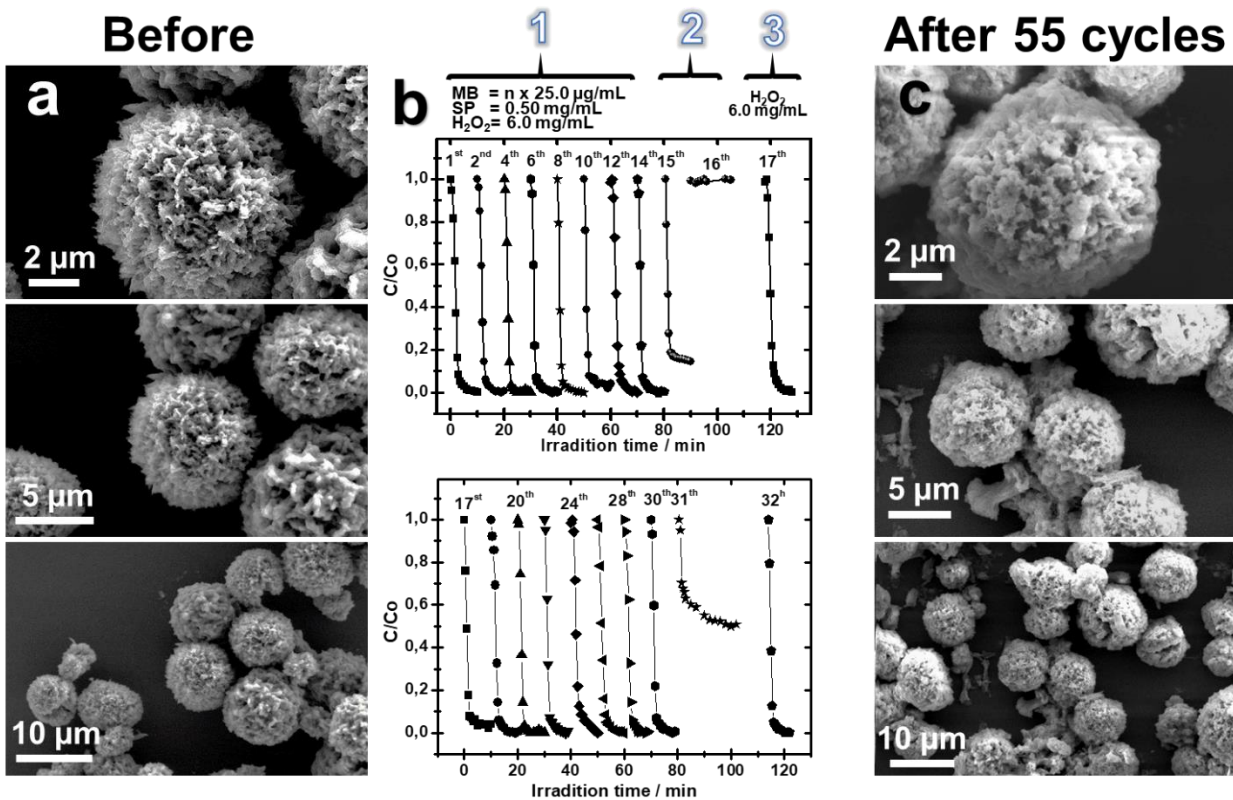 Before
1
2
3
After 55 cycles
a
2 µm
5 µm
10 µm
b
MB = n x 25.0 µg/mL
SP = 0.50 mg/mL
H₂O₂= 6.0 mg/mL
H₂O₂
6.0 mg/mL
1st 2nd 4th 6th 8th 10th 12th 14th 15th 16th 17th
1,0
0,8
0,6
0,4
0,2
0,0
C/Co
0 20 40 60 80 100 120
Irradition time / min
17st 20th 24th 28th 30th 31th 32h
1,0
0,8
0,6
0,4
0,2
0,0
C/Co
0 20 40 60 80 100 120
Irradition time / min
c
2 µm
5 µm
10 µm